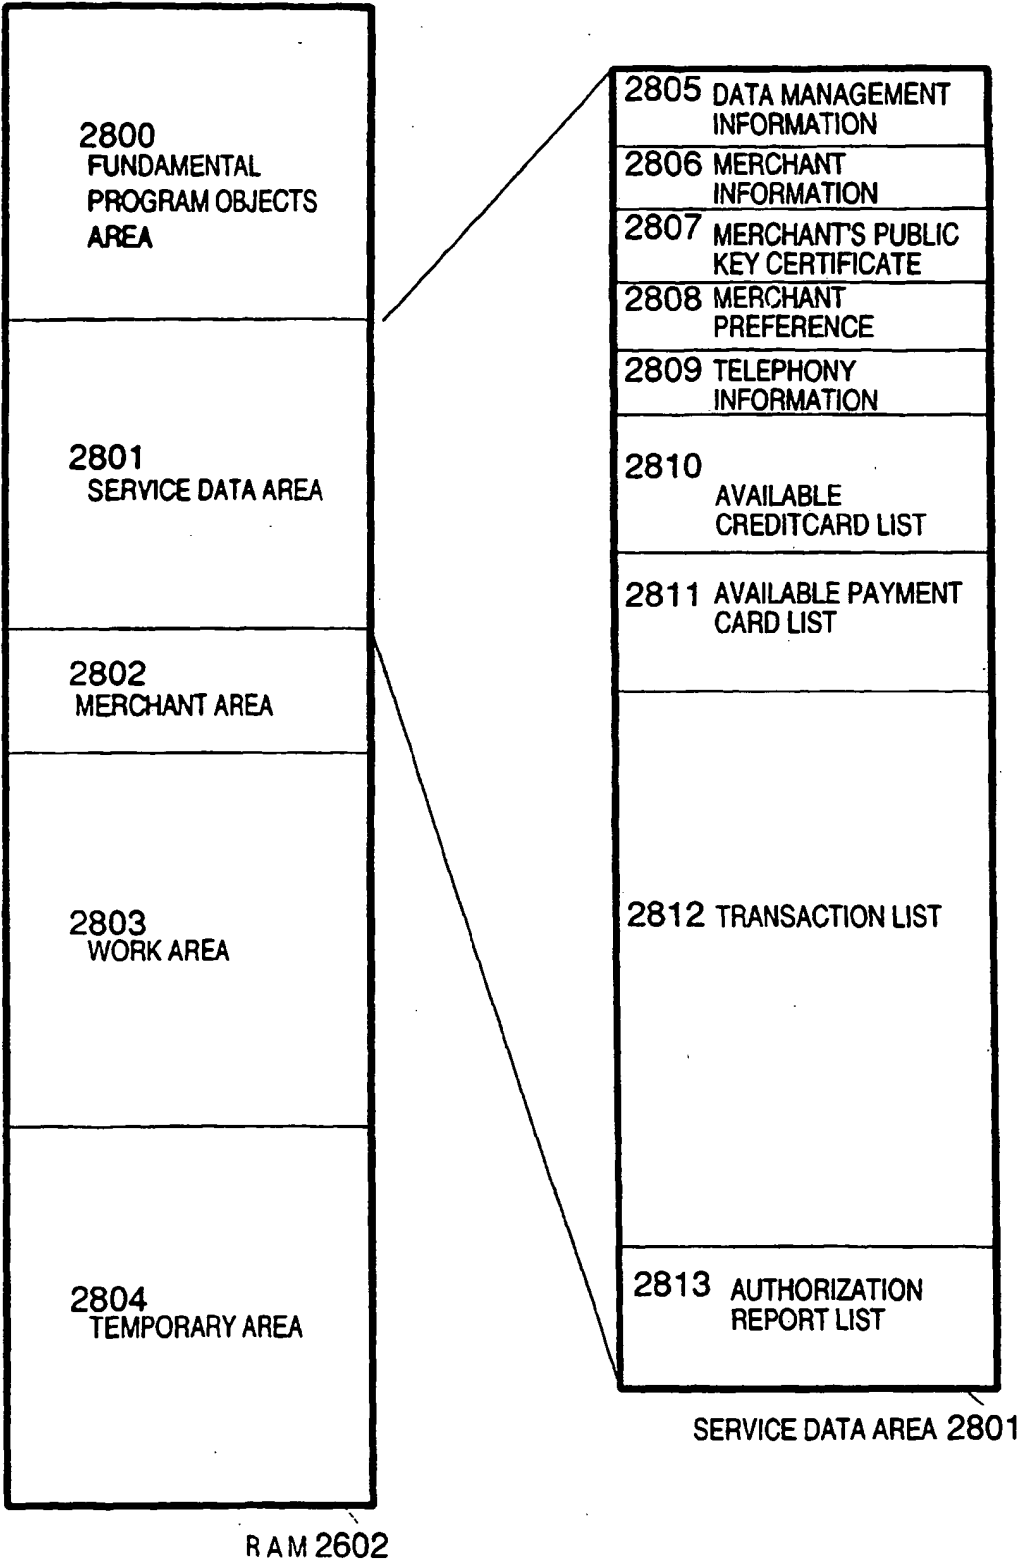 2800
FUNDAMENTAL
PROGRAM OBJECTS
AREA
2801
SERVICE DATA AREA
2802
MERCHANT AREA
2803
WORK AREA
2804
TEMPORARY AREA
RAM 2602
2805 DATA MANAGEMENT
INFORMATION
2806 MERCHANT
INFORMATION
2807 MERCHANT'S PUBLIC
KEY CERTIFICATE
2808 MERCHANT
PREFERENCE
2809 TELEPHONY
INFORMATION
2810
AVAILABLE
CREDITCARD LIST
2811 AVAILABLE PAYMENT
CARD LIST
2812 TRANSACTION LIST
2813 AUTHORIZATION
REPORT LIST
SERVICE DATA AREA 2801